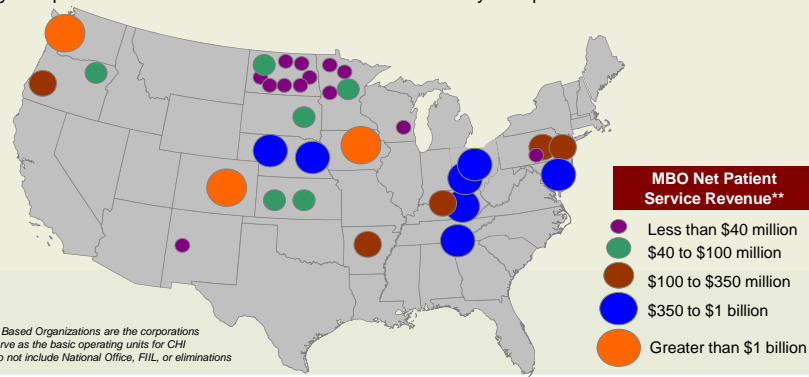 MBO Net Patient
Service Revenue**
Less than $40 million
$40 to $100 million
$100 to $350 million
$350 to $1 billion
Greater than $1 billion
Based Organizations are the corporations
rve as the basic operating units for CHI
o not include National Office, FIIL, or eliminations